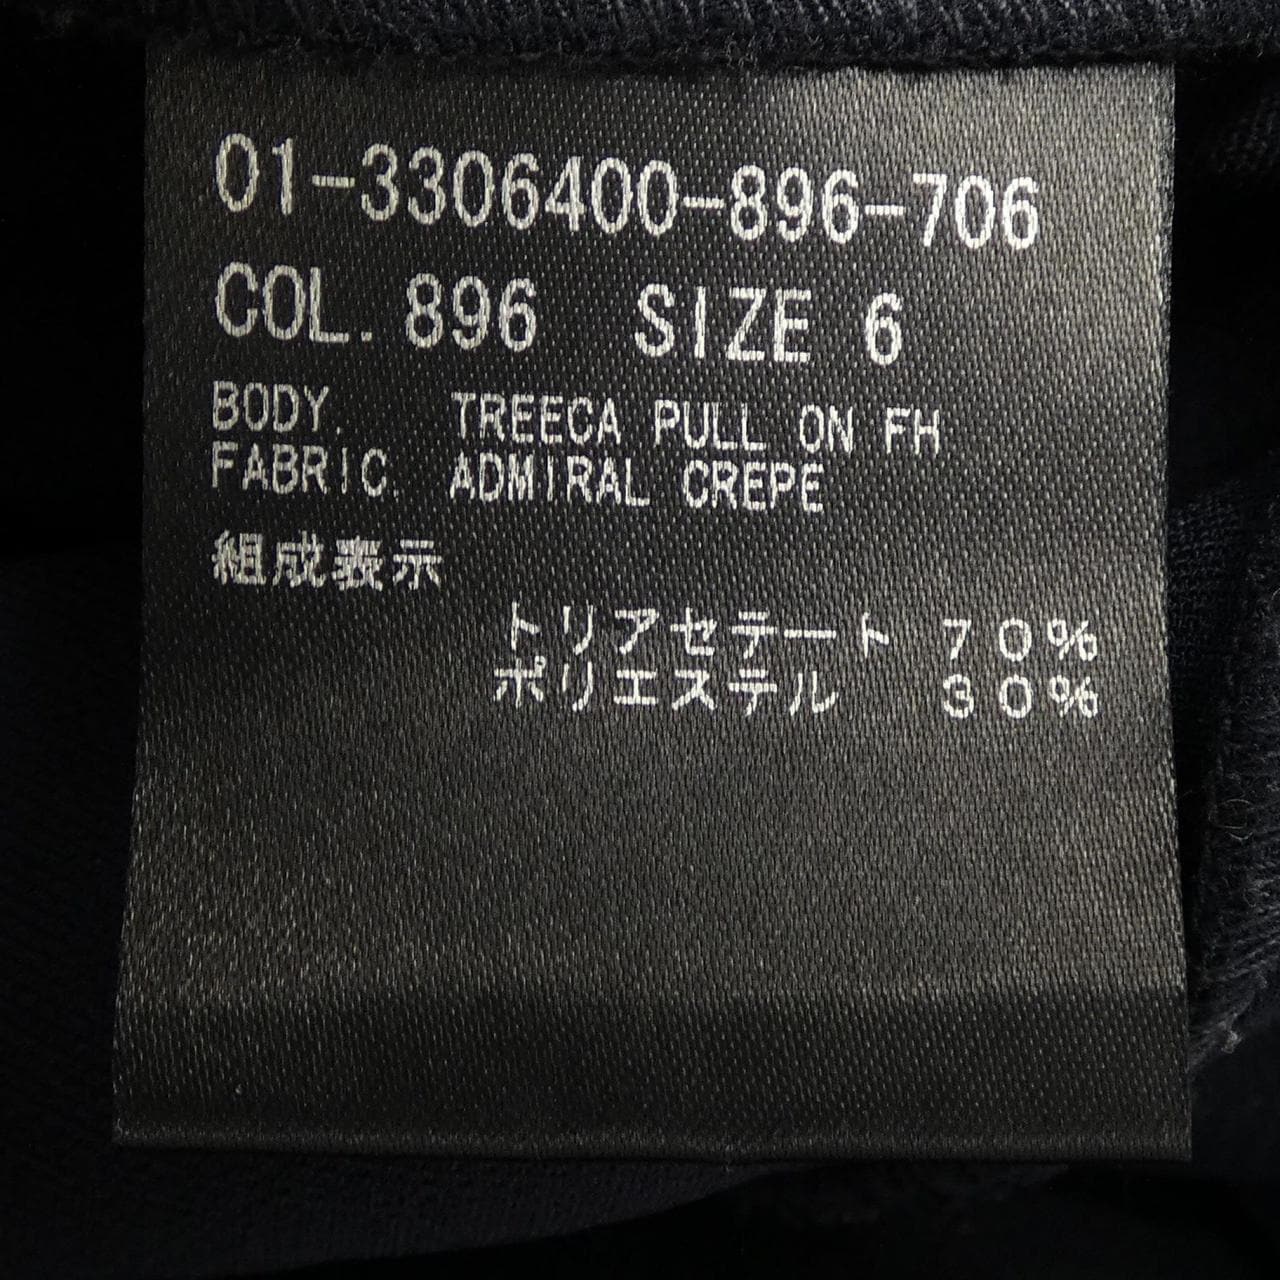 01-3306400-896-706
COL. 896 SIZE 6
BODY. TREECA PULL ON FH
FABRIC. ADMIRAL CREPE
組成表示
トリアセテート 70%
ポリエステル 30%